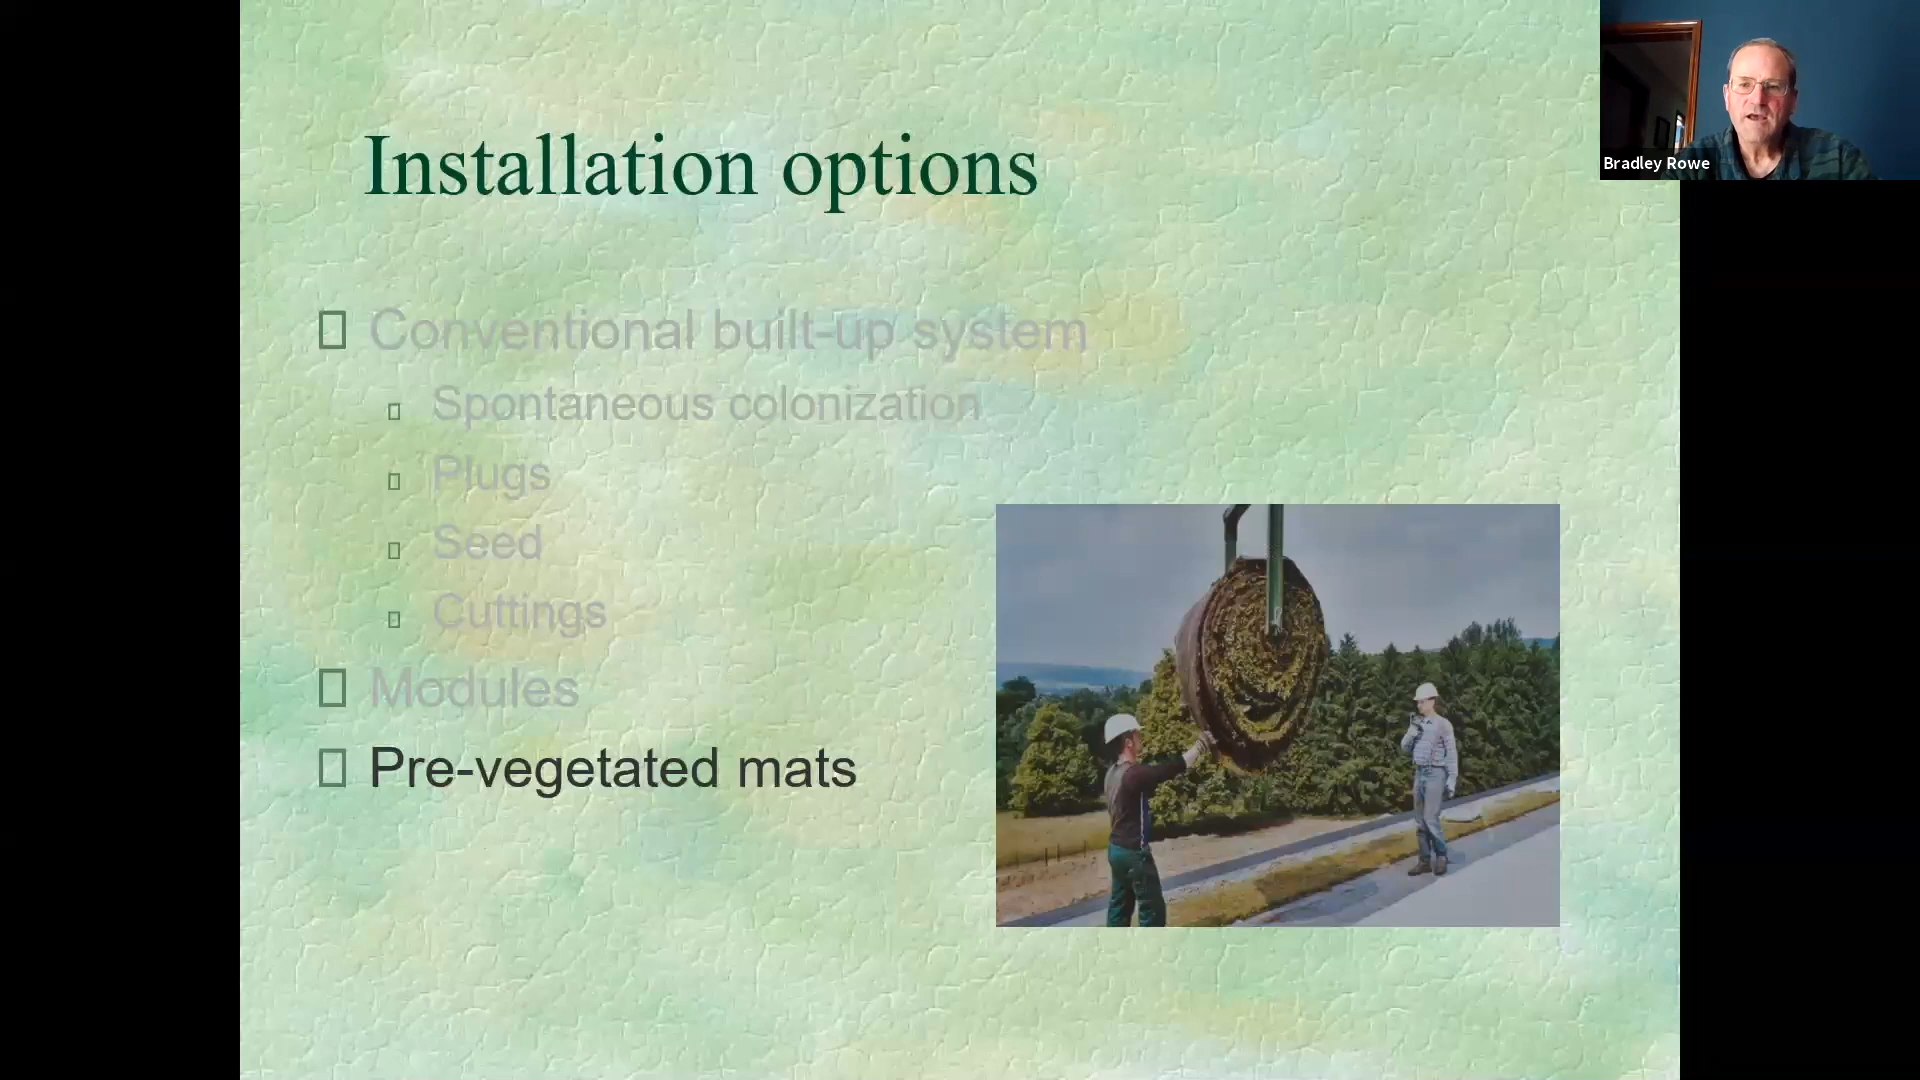 Installation options
Bradley Rowe
Conventional built-up system
Spontaneous colonization
Plugs
Seed
Cuttings
Modules
Pre-vegetated mats